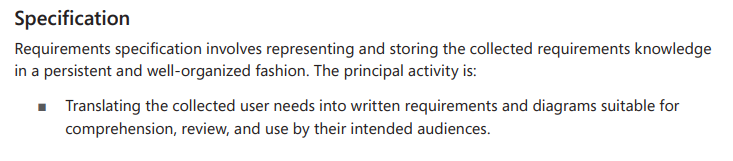 Specification
Requirements specification involves representing and storing the collected requirements knowledge
in a persistent and well-organized fashion. The principal activity is:
■ Translating the collected user needs into written requirements and diagrams suitable for
comprehension, review, and use by their intended audiences.